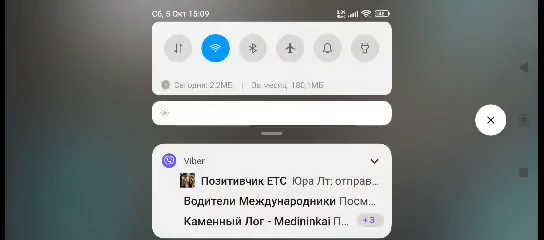 Сб, 5 Окт 15:09
Сегодня: 2,2МБ | За месяц: 180,1МБ
Viber
Позитивчик ЕТС Юра Лт: отправ...
Водители Международники Посм...
Каменный Лог - Medininkai П...
+ 3